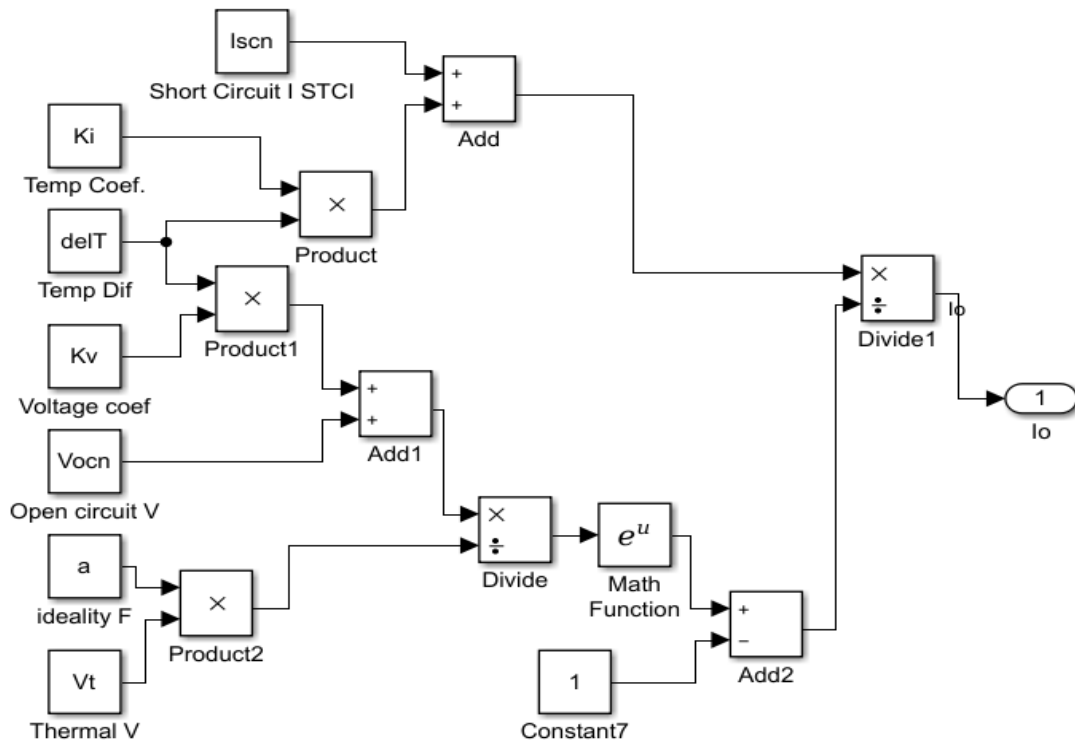 Iscn
Short Circuit I STCI
+
+
Add
Ki
Temp Coef.
×
Product
delT
Temp Dif
×
Product1
Kv
Voltage coef
×
÷
Io
Divide1
1
Io
+
+
Add1
Vocn
Open circuit V
×
÷
Divide
e^u
Math
Function
a
ideality F
×
Product2
+
−
Add2
Vt
Thermal V
1
Constant7